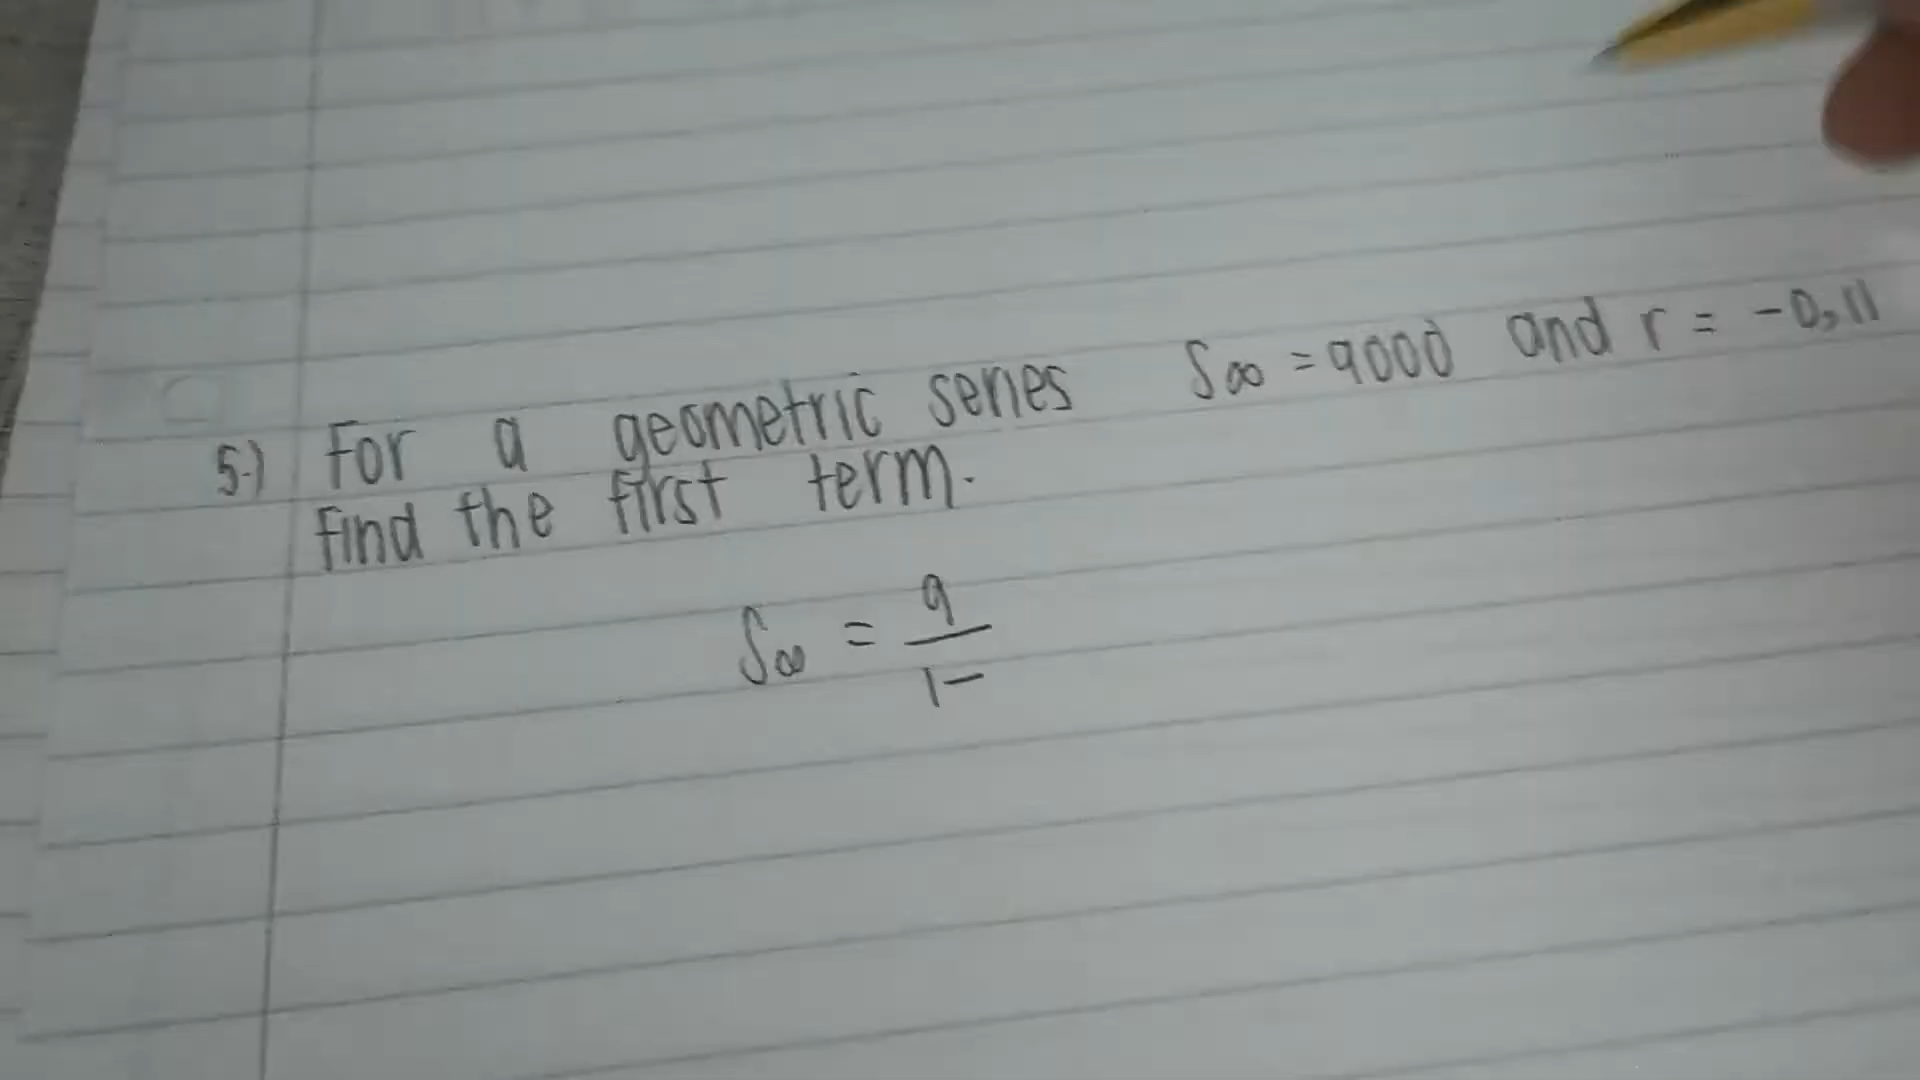 5.) For a geometric series S∞ = 9000 and r = -0,11
find the first term.
S∞ = a
1-